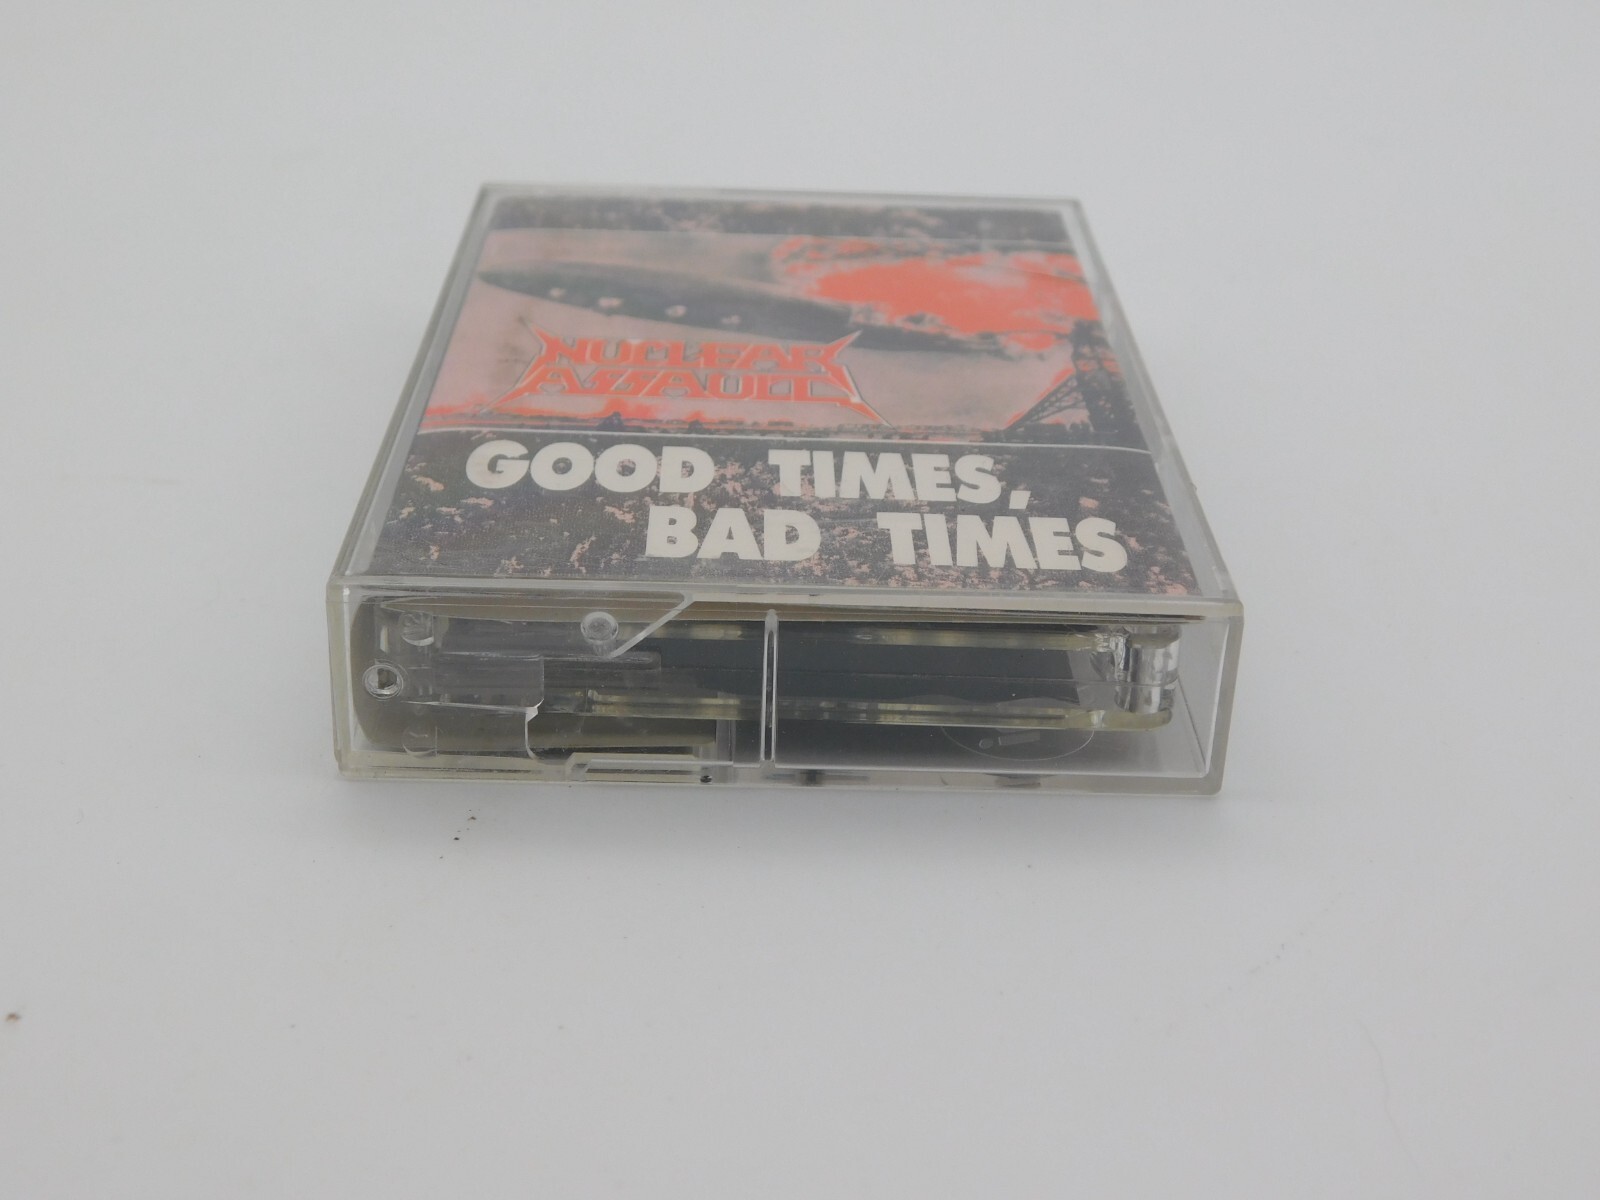 NUCLEAR
ASSAULT
GOOD TIMES,
BAD TIMES